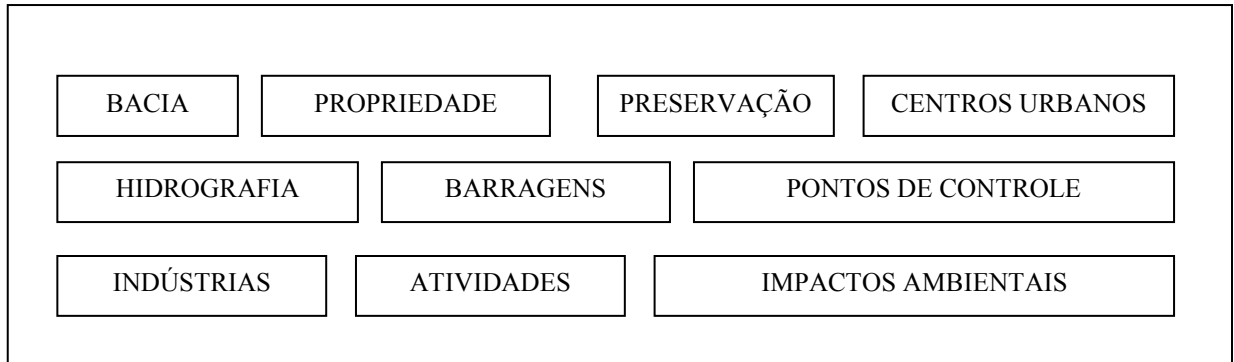 BACIA PROPRIEDADE PRESERVAÇÃO CENTROS URBANOS
HIDROGRAFIA BARRAGENS PONTOS DE CONTROLE
INDÚSTRIAS ATIVIDADES IMPACTOS AMBIENTAIS